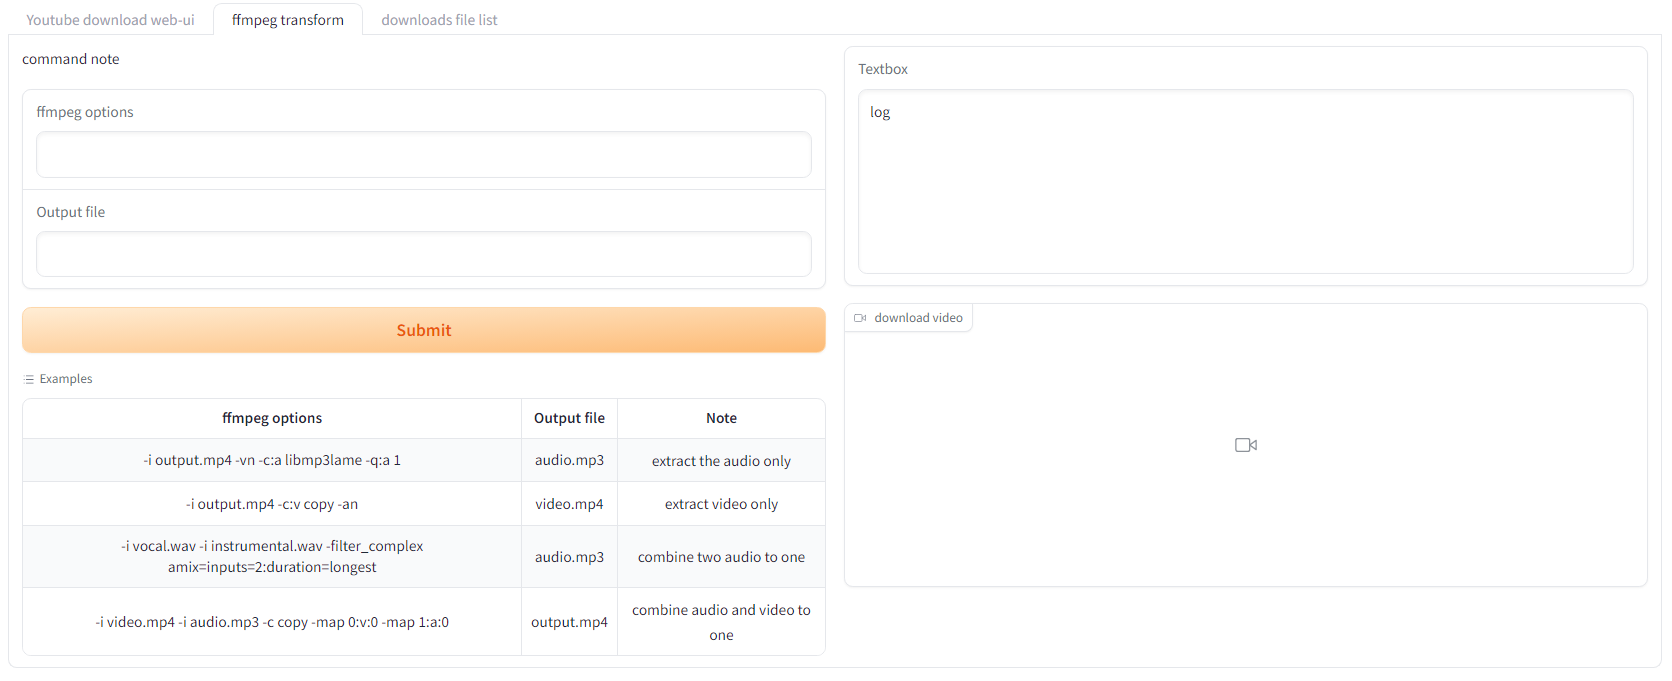 Youtube download web-ui
ffmpeg transform
downloads file list
command note
ffmpeg options
Output file
Submit
Examples
ffmpeg options Output file Note
-i output.mp4 -vn -c:a libmp3lame -q:a 1 audio.mp3 extract the audio only
-i output.mp4 -c:v copy -an video.mp4 extract video only
-i vocal.wav -i instrumental.wav -filter_complex
amix=inputs=2:duration=longest
audio.mp3 combine two audio to one
-i video.mp4 -i audio.mp3 -c copy -map 0:v:0 -map 1:a:0 output.mp4
combine audio and video to
one
Textbox
log
download video